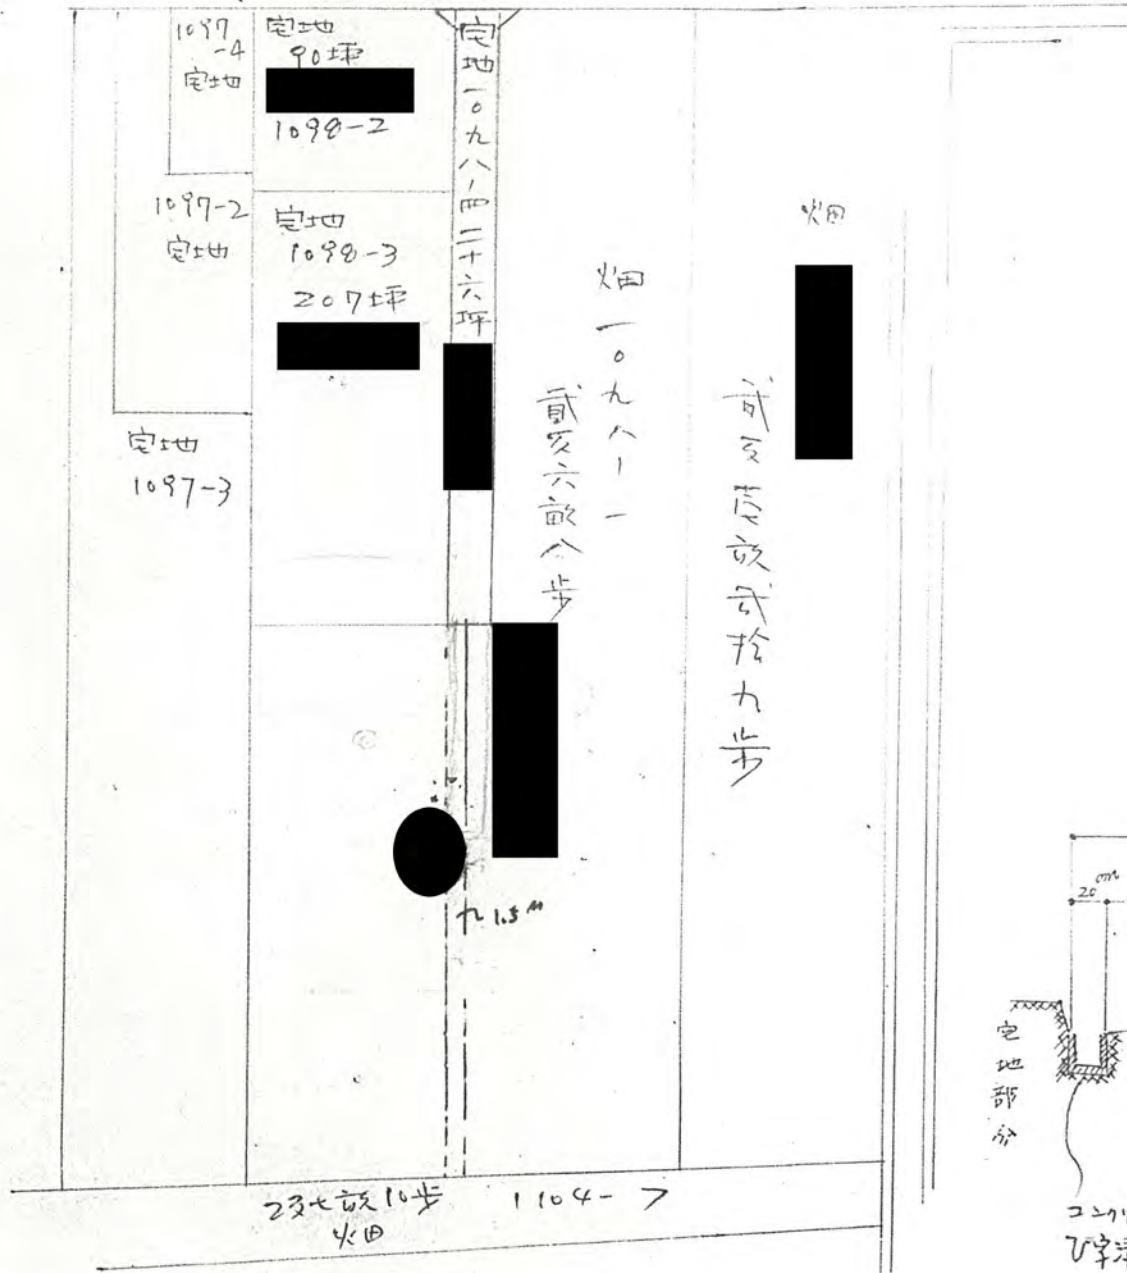 1097
-4
宅地
宅地
90坪
1098-2
1097-2
宅地
宅地
1098-3
207坪
宅地一〇九八ノ四二十六坪
宅地
1097-3
畑
畑一〇九八ノ一
貳反六畝八歩
貳反壱畝貳拾九歩
1.5M
20cm
宅地部分
2反七畝10歩
畑
1104-7
コンクリ
U字溝